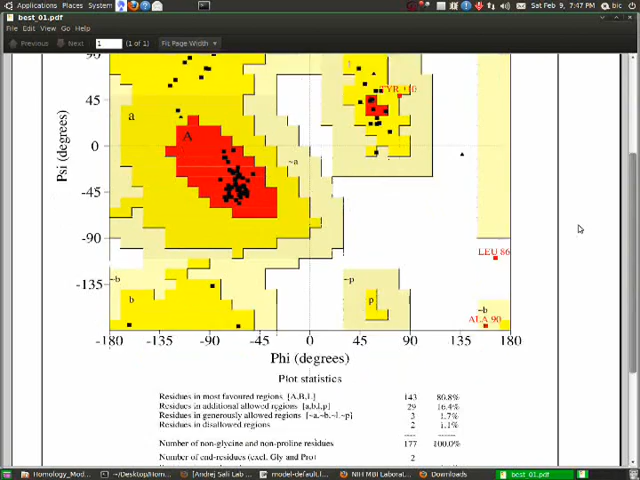 Applications Places System
Sat Feb 9, 7:47 PM bic
best_01.pdf
File Edit View Go Help
Previous Next 1 (1 of 1) Fit Page Width
90
45
0
-45
-90
-135
Psi (degrees)
a
A
~a
l
~b
b
~p
p
~b
LEU 86
ALA 90
-180 -135 -90 -45 0 45 90 135 180
Phi (degrees)
Plot statistics
Residues in most favoured regions [A,B,L]
Residues in additional allowed regions [a,b,l,p] 29 16.4%
Residues in generously allowed regions [~a,~b,~l,~p] 3 1.7%
Residues in disallowed regions 2 1.1%
Number of non-glycine and non-proline residues 177 100.0%
Number of end-residues (excl. Gly and Pro) 2
Homology_Mod... ~/Desktop/Hom... [Andrej Sali Lab ... model-default.l... NIH MBI Laborat... Downloads best_01.pdf